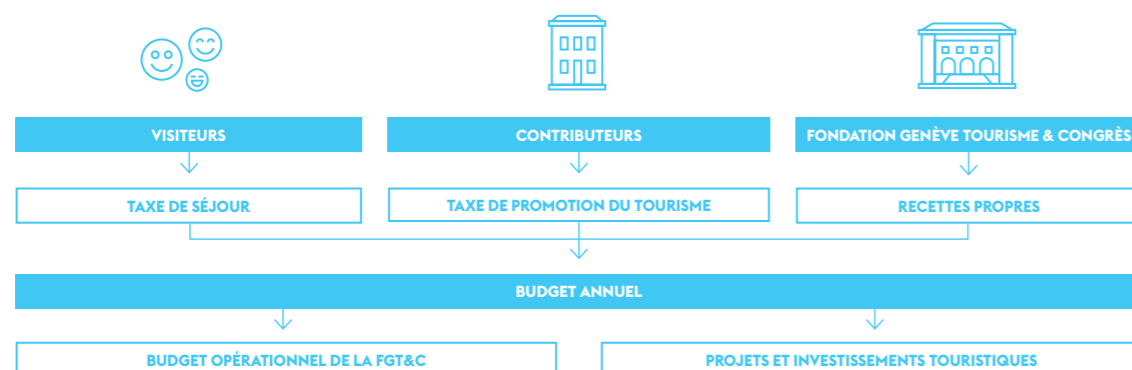 VISITEURS
CONTRIBUTEURS
FONDATION GENÈVE TOURISME & CONGRÈS
TAXE DE SÉJOUR
TAXE DE PROMOTION DU TOURISME
RECETTES PROPRES
BUDGET ANNUEL
BUDGET OPÉRATIONNEL DE LA FGT&C
PROJETS ET INVESTISSEMENTS TOURISTIQUES